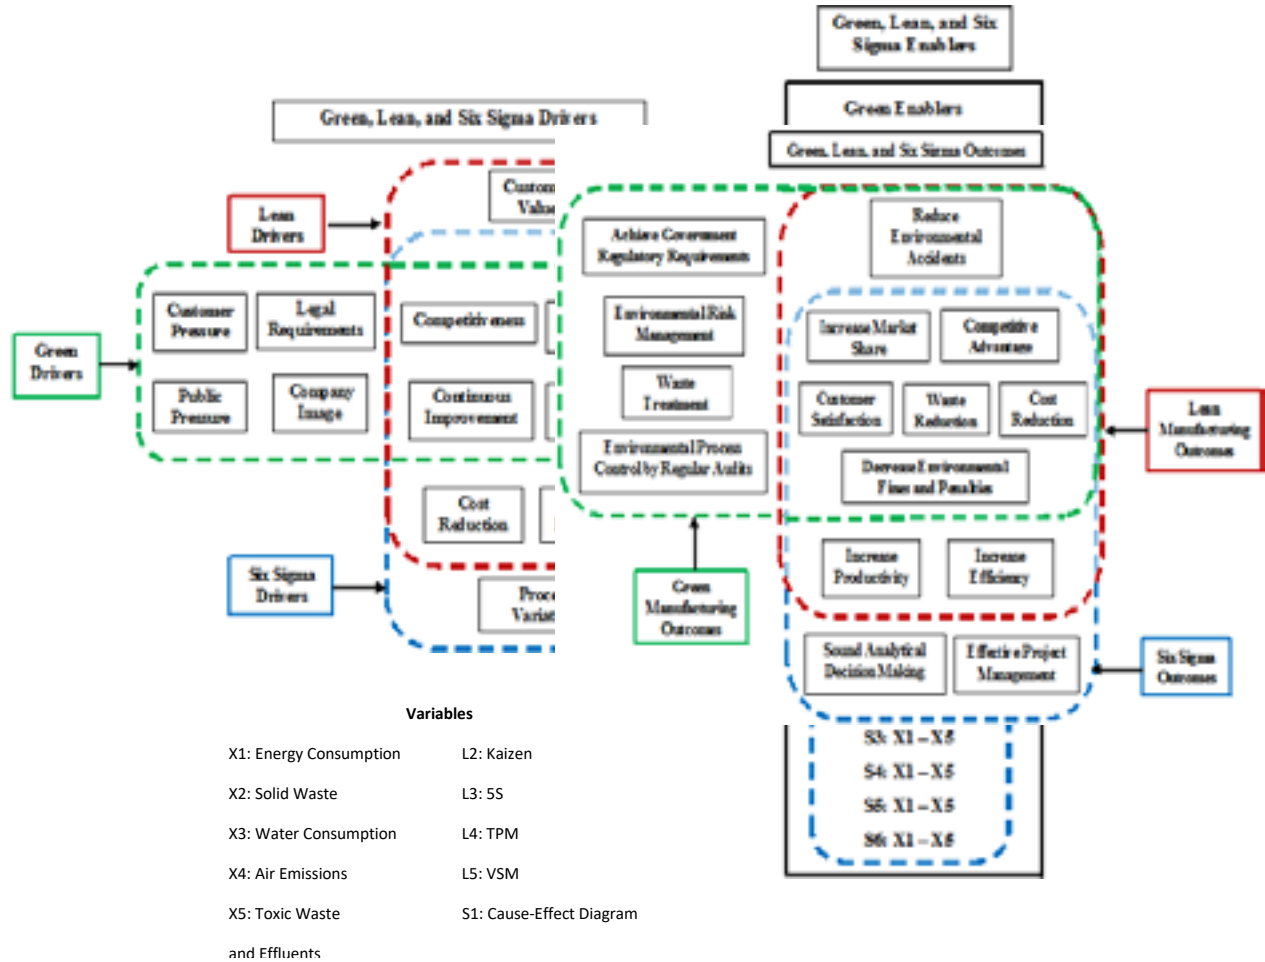 Green, Lean, and Six
Sigma Enablers
Green Enablers
Green, Lean, and Six Sigma Drivers
Green, Lean, and Six Sigma Outcomes
Lean
Drivers
Green
Drivers
Customer
Pressure
Legal
Requirements
Public
Pressure
Company
Image
Competitiveness
Continuous
Improvement
Cost
Reduction
Six Sigma
Drivers
Achieve Government
Regulatory Requirements
Environmental Risk
Management
Waste
Treatment
Environmental Process
Control by Regular Audits
Green
Manufacturing
Outcomes
Reduce
Environmental
Accidents
Increase Market
Share
Competitive
Advantage
Customer
Satisfaction
Waste
Reduction
Cost
Reduction
Decrease Environmental
Fines and Penalties
Increase
Productivity
Increase
Efficiency
Sound Analytical
Decision Making
Effective Project
Management
Lean
Manufacturing
Outcomes
Six Sigma
Outcomes
S3: X1 – X5
S4: X1 – X5
S5: X1 – X5
S6: X1 – X5
Variables
X1: Energy Consumption
X2: Solid Waste
X3: Water Consumption
X4: Air Emissions
X5: Toxic Waste
and Effluents
L2: Kaizen
L3: 5S
L4: TPM
L5: VSM
S1: Cause-Effect Diagram